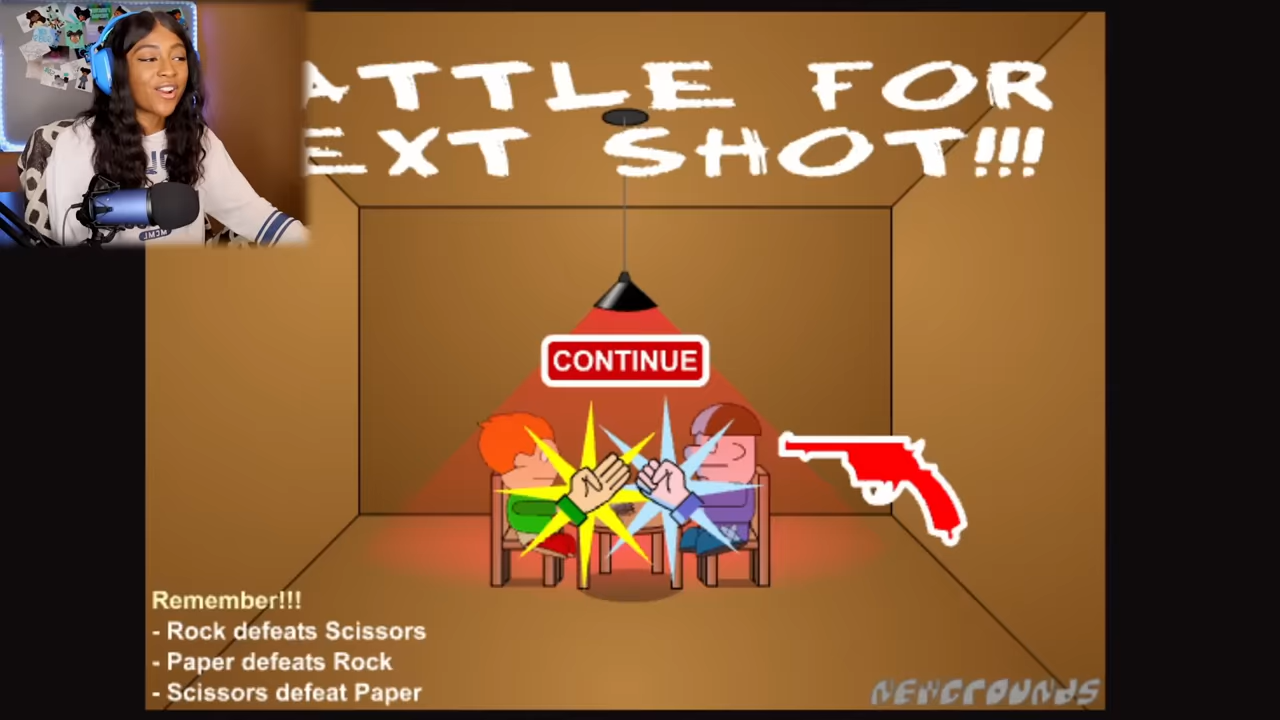 ATTLE FOR
EXT SHOT!!!
CONTINUE
Remember!!!
- Rock defeats Scissors
- Paper defeats Rock
- Scissors defeat Paper
NEWGROUNDS